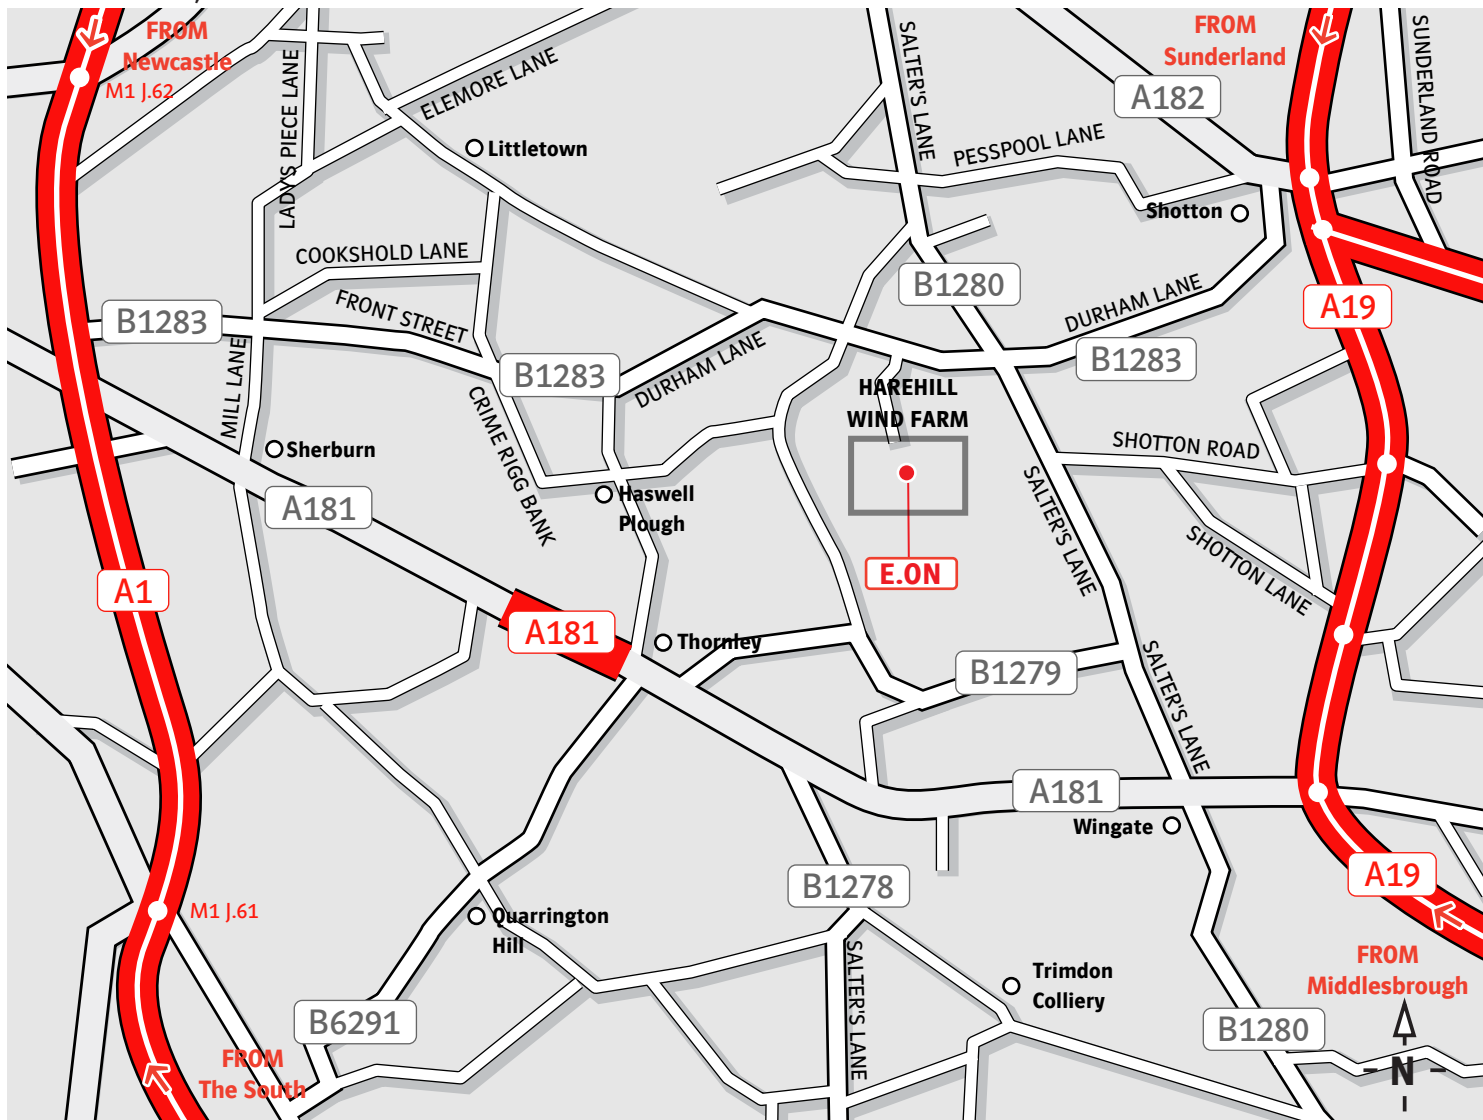 FROM
Newcastle
M1 J.62
LADY'S PIECE LANE
ELEMORE LANE
Littletown
SALTER'S LANE
PESSPOOL LANE
FROM
Sunderland
A182
SUNDERLAND ROAD
Shotton
COOKSHOLD LANE
FRONT STREET
B1283
B1280
DURHAM LANE
A19
B1283
B1283
DURHAM LANE
MILL LANE
HAREHILL
WIND FARM
CRIME RIGG BANK
Sherburn
SHOTTON ROAD
Haswell
Plough
A181
SALTER'S LANE
SHOTTON LANE
E.ON
A1
A181
Thornley
B1279
SALTER'S LANE
A181
Wingate
B1278
A19
M1 J.61
Quarrington
Hill
SALTER'S LANE
Trimdon
Colliery
FROM
Middlesbrough
B6291
B1280
FROM
The South
N